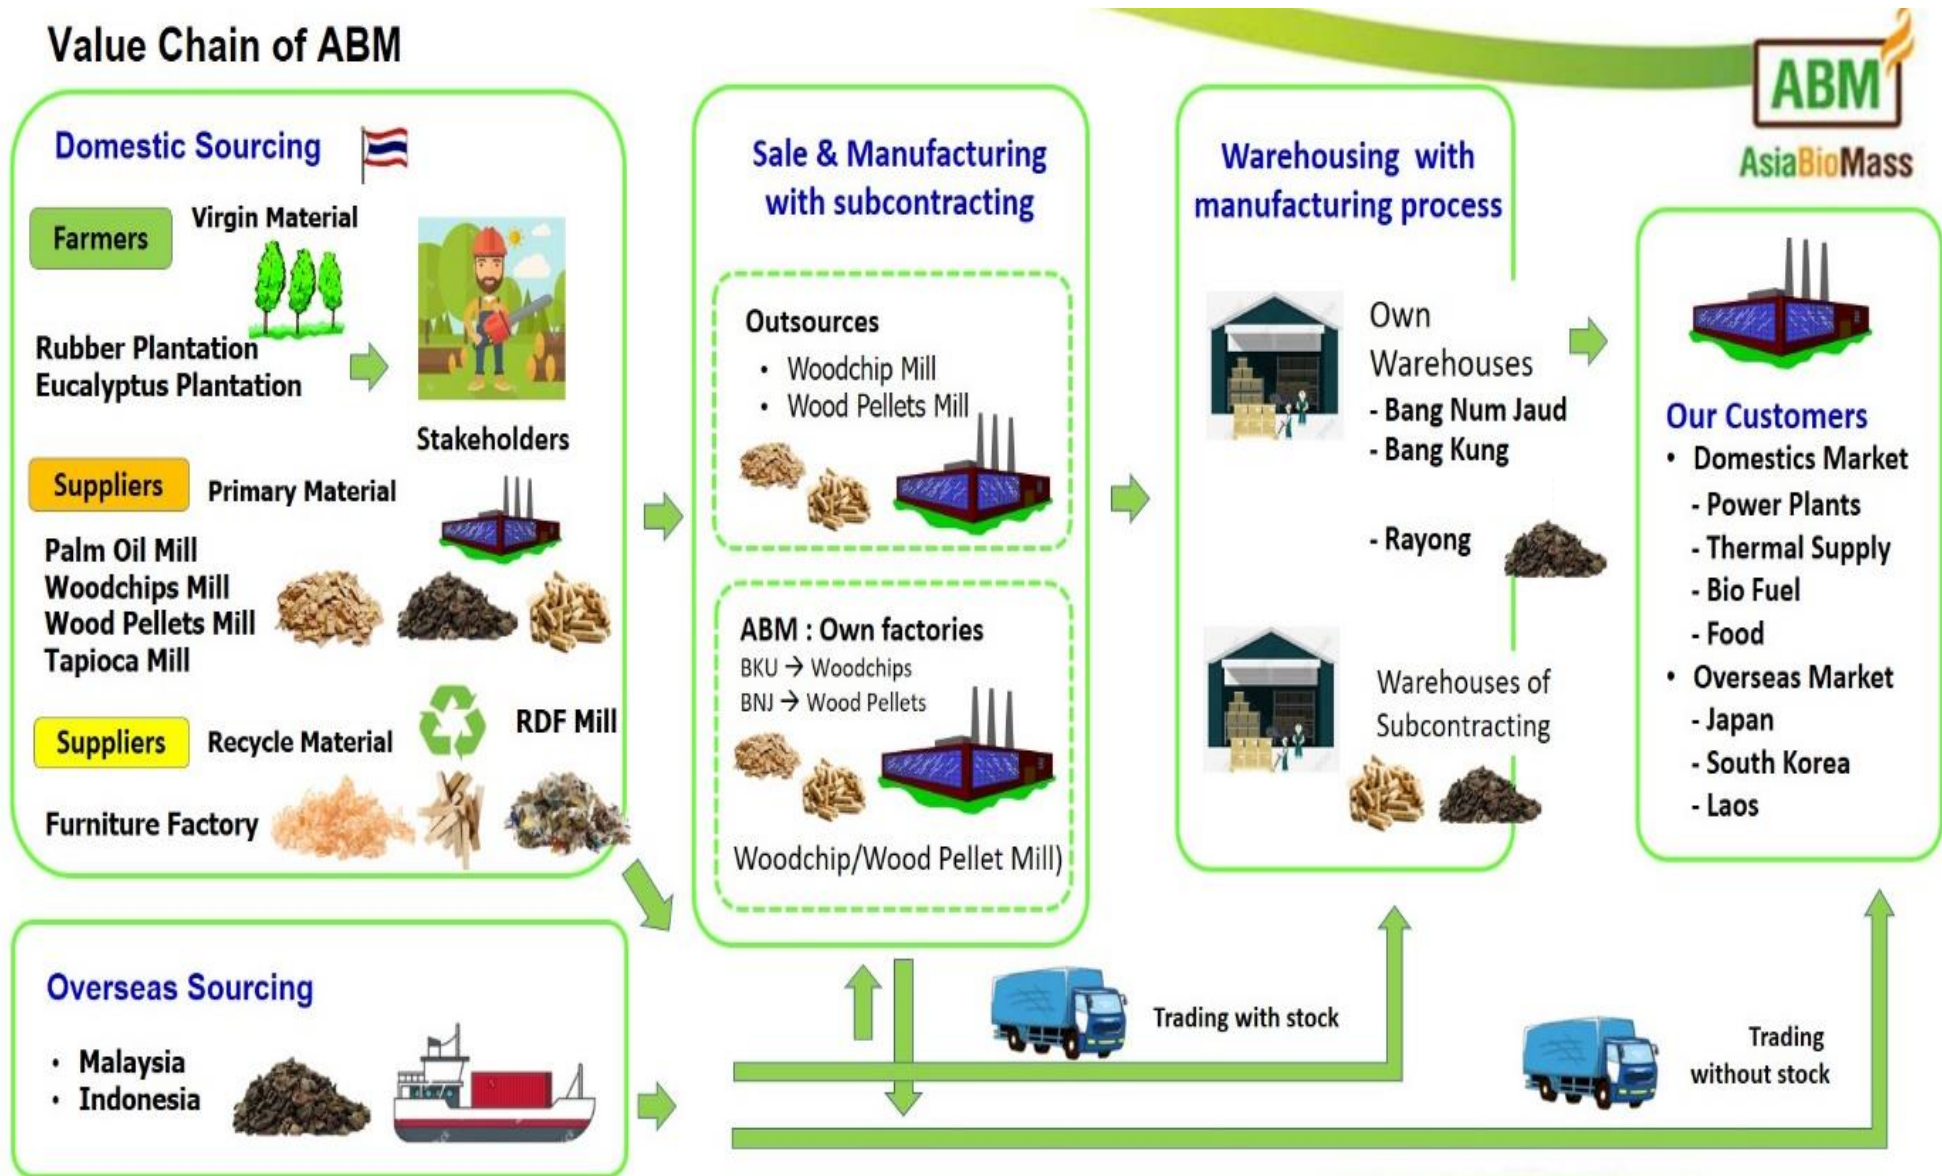 Value Chain of ABM
ABM
AsiaBioMass
Domestic Sourcing
Farmers
Virgin Material
Rubber Plantation
Eucalyptus Plantation
Stakeholders
Suppliers
Primary Material
Palm Oil Mill
Woodchips Mill
Wood Pellets Mill
Tapioca Mill
Suppliers
Recycle Material
RDF Mill
Furniture Factory
Overseas Sourcing
• Malaysia
• Indonesia
Sale & Manufacturing
with subcontracting
Outsources
• Woodchip Mill
• Wood Pellets Mill
ABM : Own factories
BKU → Woodchips
BNJ → Wood Pellets
Woodchip/Wood Pellet Mill)
Warehousing with
manufacturing process
Own
Warehouses
- Bang Num Jaud
- Bang Kung
- Rayong
Warehouses of
Subcontracting
Our Customers
• Domestics Market
- Power Plants
- Thermal Supply
- Bio Fuel
- Food
• Overseas Market
- Japan
- South Korea
- Laos
Trading with stock
Trading
without stock